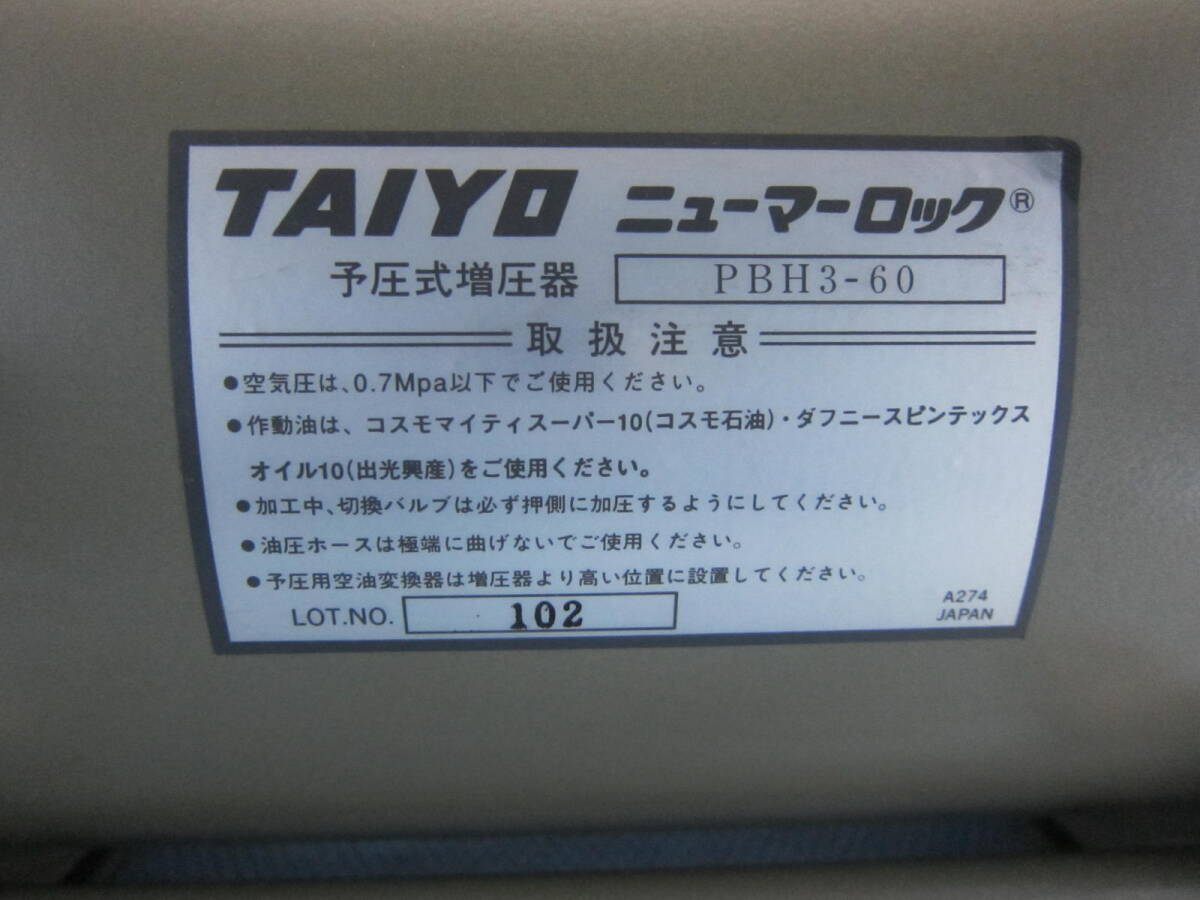 TAIYO ニューマーロック®
予圧式増圧器 PBH3-60
取扱注意
●空気圧は、0.7Mpa以下でご使用ください。
●作動油は、コスモマイティスーパー10(コスモ石油)・ダフニースピンテックス
オイル10(出光興産)をご使用ください。
●加工中、切換バルブは必ず押側に加圧するようにしてください。
●油圧ホースは極端に曲げないでご使用ください。
●予圧用空油変換器は増圧器より高い位置に設置してください。
LOT.NO. 102
A274
JAPAN